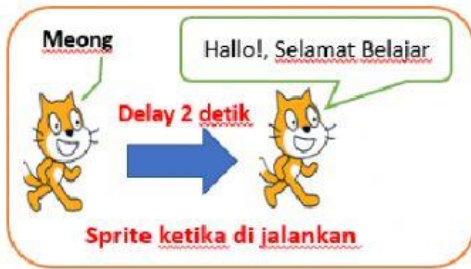 Meong
Hallo!, Selamat Belajar
Delay 2 detik
Sprite ketika di jalankan